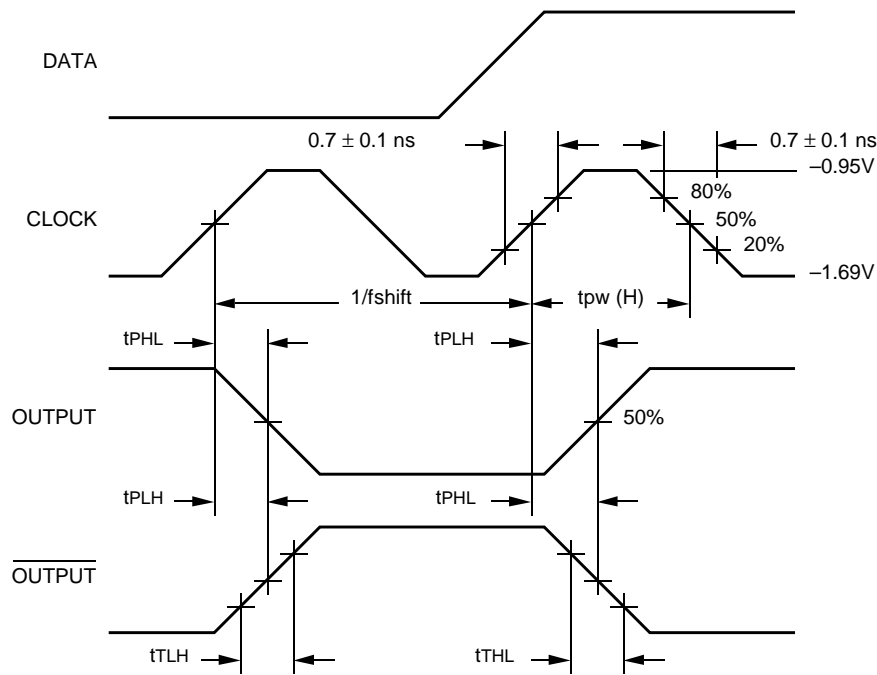 DATA
0.7 ± 0.1 ns
0.7 ± 0.1 ns
–0.95V
80%
CLOCK
50%
20%
–1.69V
1/fshift
tpw (H)
tPHL
tPLH
OUTPUT
50%
tPLH
tPHL
OUTPUT
tTLH
tTHL